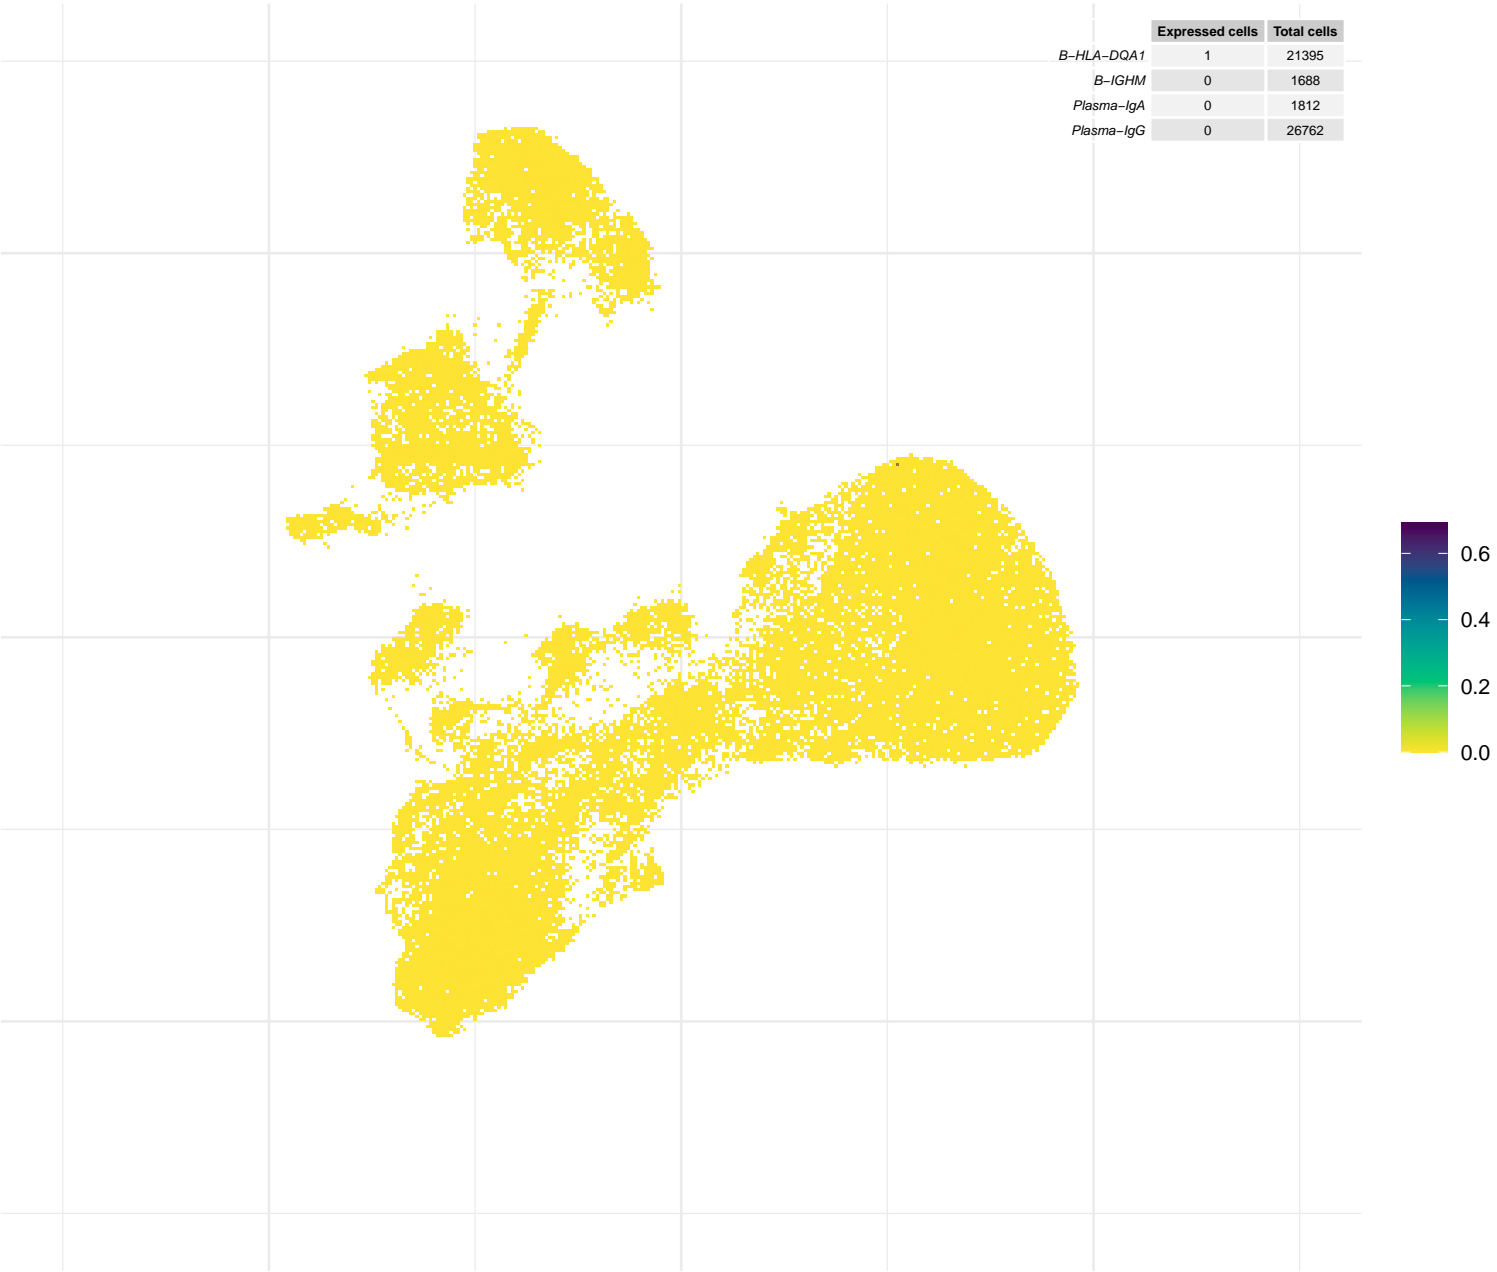 Expressed cells Total cells
B−HLA−DQA1 1 21395
B−IGHM 0 1688
Plasma−IgA 0 1812
Plasma−IgG 0 26762
0.6
0.4
0.2
0.0